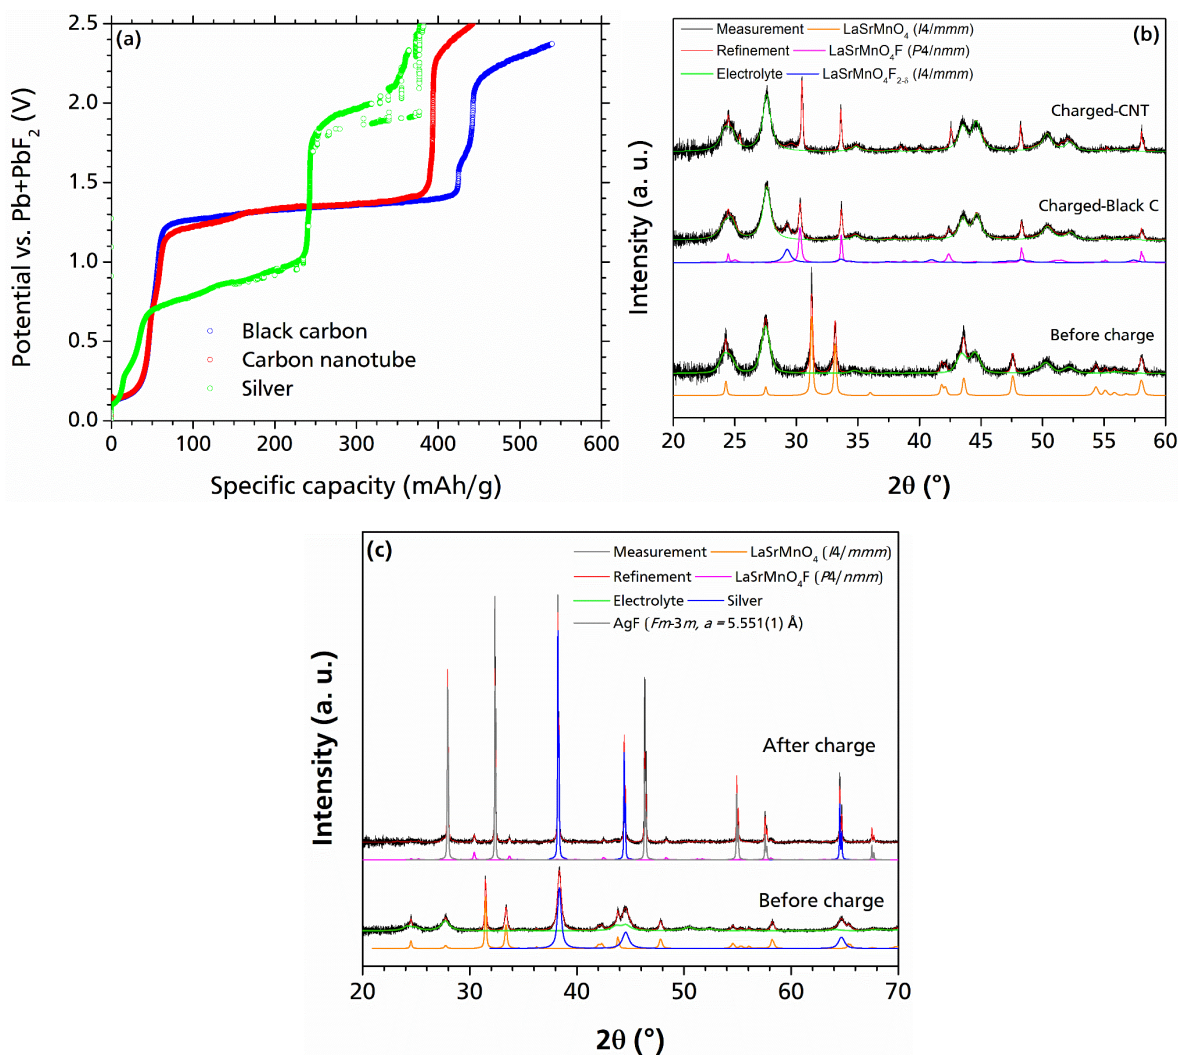 (a)
2.5
2.0
1.5
1.0
0.5
0.0
Potential vs. Pb+PbF2 (V)
Black carbon
Carbon nanotube
Silver
0 100 200 300 400 500 600
Specific capacity (mAh/g)
(b)
Measurement LaSrMnO4 (I4/mmm)
Refinement LaSrMnO4F (P4/nmm)
Electrolyte LaSrMnO4F2-δ (I4/mmm)
Charged-CNT
Charged-Black C
Before charge
Intensity (a. u.)
20 25 30 35 40 45 50 55 60
2θ (°)
(c)
Measurement LaSrMnO4 (I4/mmm)
Refinement LaSrMnO4F (P4/nmm)
Electrolyte Silver
AgF (Fm-3m, a = 5.551(1) Å)
After charge
Before charge
Intensity (a. u.)
20 30 40 50 60 70
2θ (°)